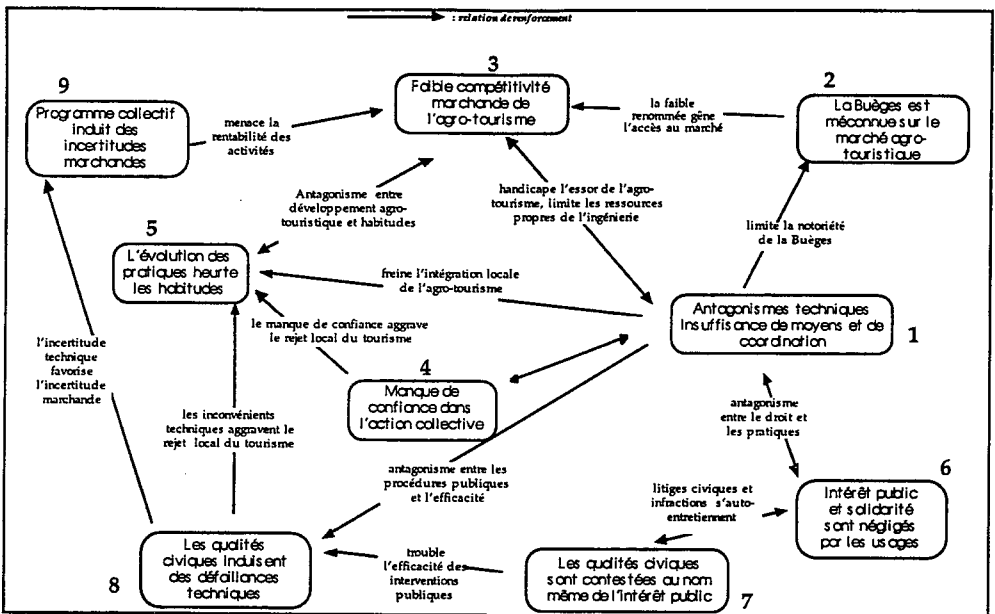 : relation de renforcement
3
Faible compétitivité
marchande de
l'agro-tourisme
9
Programme collectif
induit des
incertitudes
marchandes
menace la
rentabilité des
activités
2
La Buèges est
méconnue sur le
marché agro-
touristique
la faible
renommée gêne
l'accès au marché
Antagonisme entre
développement agro-
touristique et habitudes
handicape l'essor de l'agro-
tourisme, limite les ressources
propres de l'ingénierie
limite la notoriété
de la Buèges
5
L'évolution des
pratiques heurte
les habitudes
freine l'intégration locale
de l'agro-tourisme
Antagonismes techniques
Insuffisance de moyens et de
coordination
1
le manque de confiance aggrave
le rejet local du tourisme
4
Manque de
confiance dans
l'action collective
l'incertitude
technique
favorise
l'incertitude
marchande
les inconvénients
techniques aggravent le
rejet local du tourisme
antagonisme
entre le droit et
les pratiques
antagonisme entre les
procédures publiques
et l'efficacité
6
Intérêt public
et solidarité
sont négligés
par les usages
litiges civiques et
infractions s'auto-
entretiennent
8
Les qualités
civiques induisent
des défaillances
techniques
trouble
l'efficacité des
interventions
publiques
Les qualités civiques
sont contestées au nom
même de l'intérêt public
7